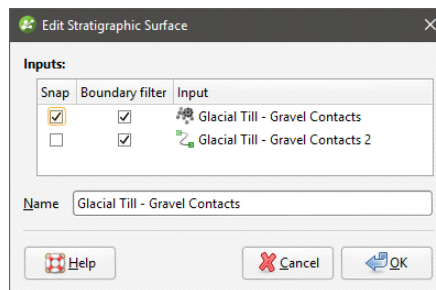 Edit Stratigraphic Surface
Inputs:
Snap Boundary filter Input
Glacial Till - Gravel Contacts
Glacial Till - Gravel Contacts 2
Name Glacial Till - Gravel Contacts
Help Cancel OK